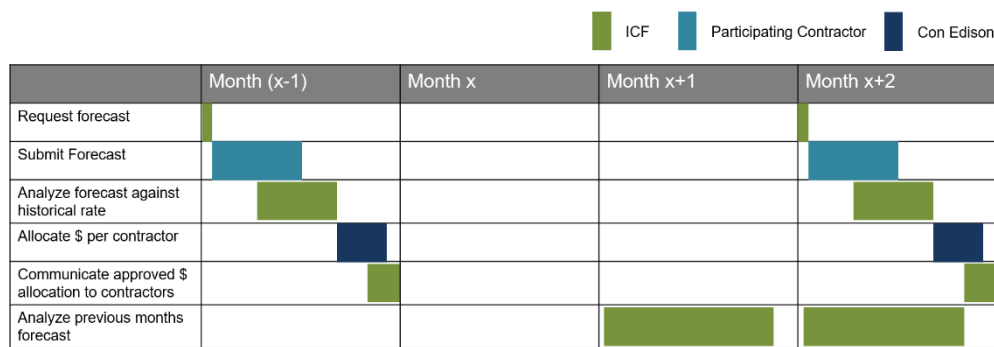 ICF Participating Contractor Con Edison
Month (x-1) Month x Month x+1 Month x+2
Request forecast
Submit Forecast
Analyze forecast against
historical rate
Allocate $ per contractor
Communicate approved $
allocation to contractors
Analyze previous months
forecast